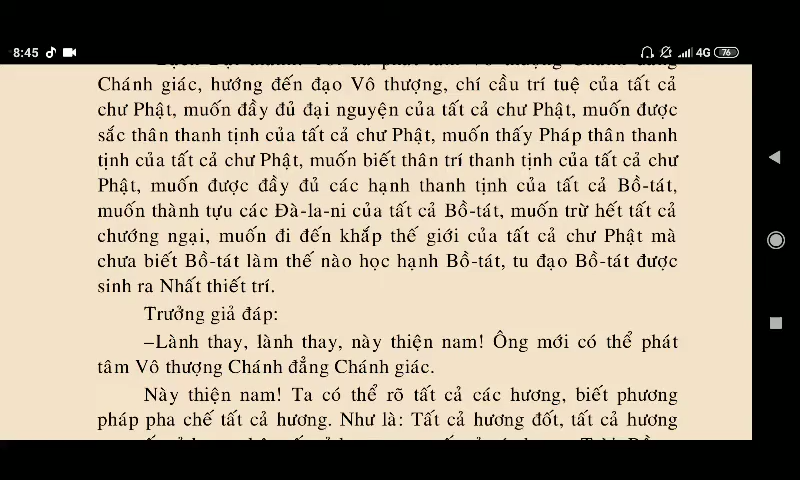 8:45
4G 76
Chánh giác, hướng đến đạo Vô thượng, chí cầu trí tuệ của tất cả
chư Phật, muốn đầy đủ đại nguyện của tất cả chư Phật, muốn được
sắc thân thanh tịnh của tất cả chư Phật, muốn thấy Pháp thân thanh
tịnh của tất cả chư Phật, muốn biết thân trí thanh tịnh của tất cả chư
Phật, muốn được đầy đủ các hạnh thanh tịnh của tất cả Bồ-tát,
muốn thành tựu các Đà-la-ni của tất cả Bồ-tát, muốn trừ hết tất cả
chướng ngại, muốn đi đến khắp thế giới của tất cả chư Phật mà
chưa biết Bồ-tát làm thế nào học hạnh Bồ-tát, tu đạo Bồ-tát được
sinh ra Nhất thiết trí.
Trưởng giả đáp:
–Lành thay, lành thay, này thiện nam! Ông mới có thể phát
tâm Vô thượng Chánh đẳng Chánh giác.
Này thiện nam! Ta có thể rõ tất cả các hương, biết phương
pháp pha chế tất cả hương. Như là: Tất cả hương đốt, tất cả hương